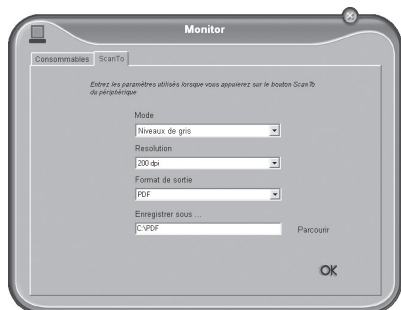 Monitor
Consommables ScanTo
Entrez les paramètres utilisés lorsque vous appuierez sur le bouton ScanTo
du périphérique
Mode
Niveaux de gris
Resolution
200 dpi
Format de sortie
PDF
Enregistrer sous ...
C:\PDF
Parcourir
OK